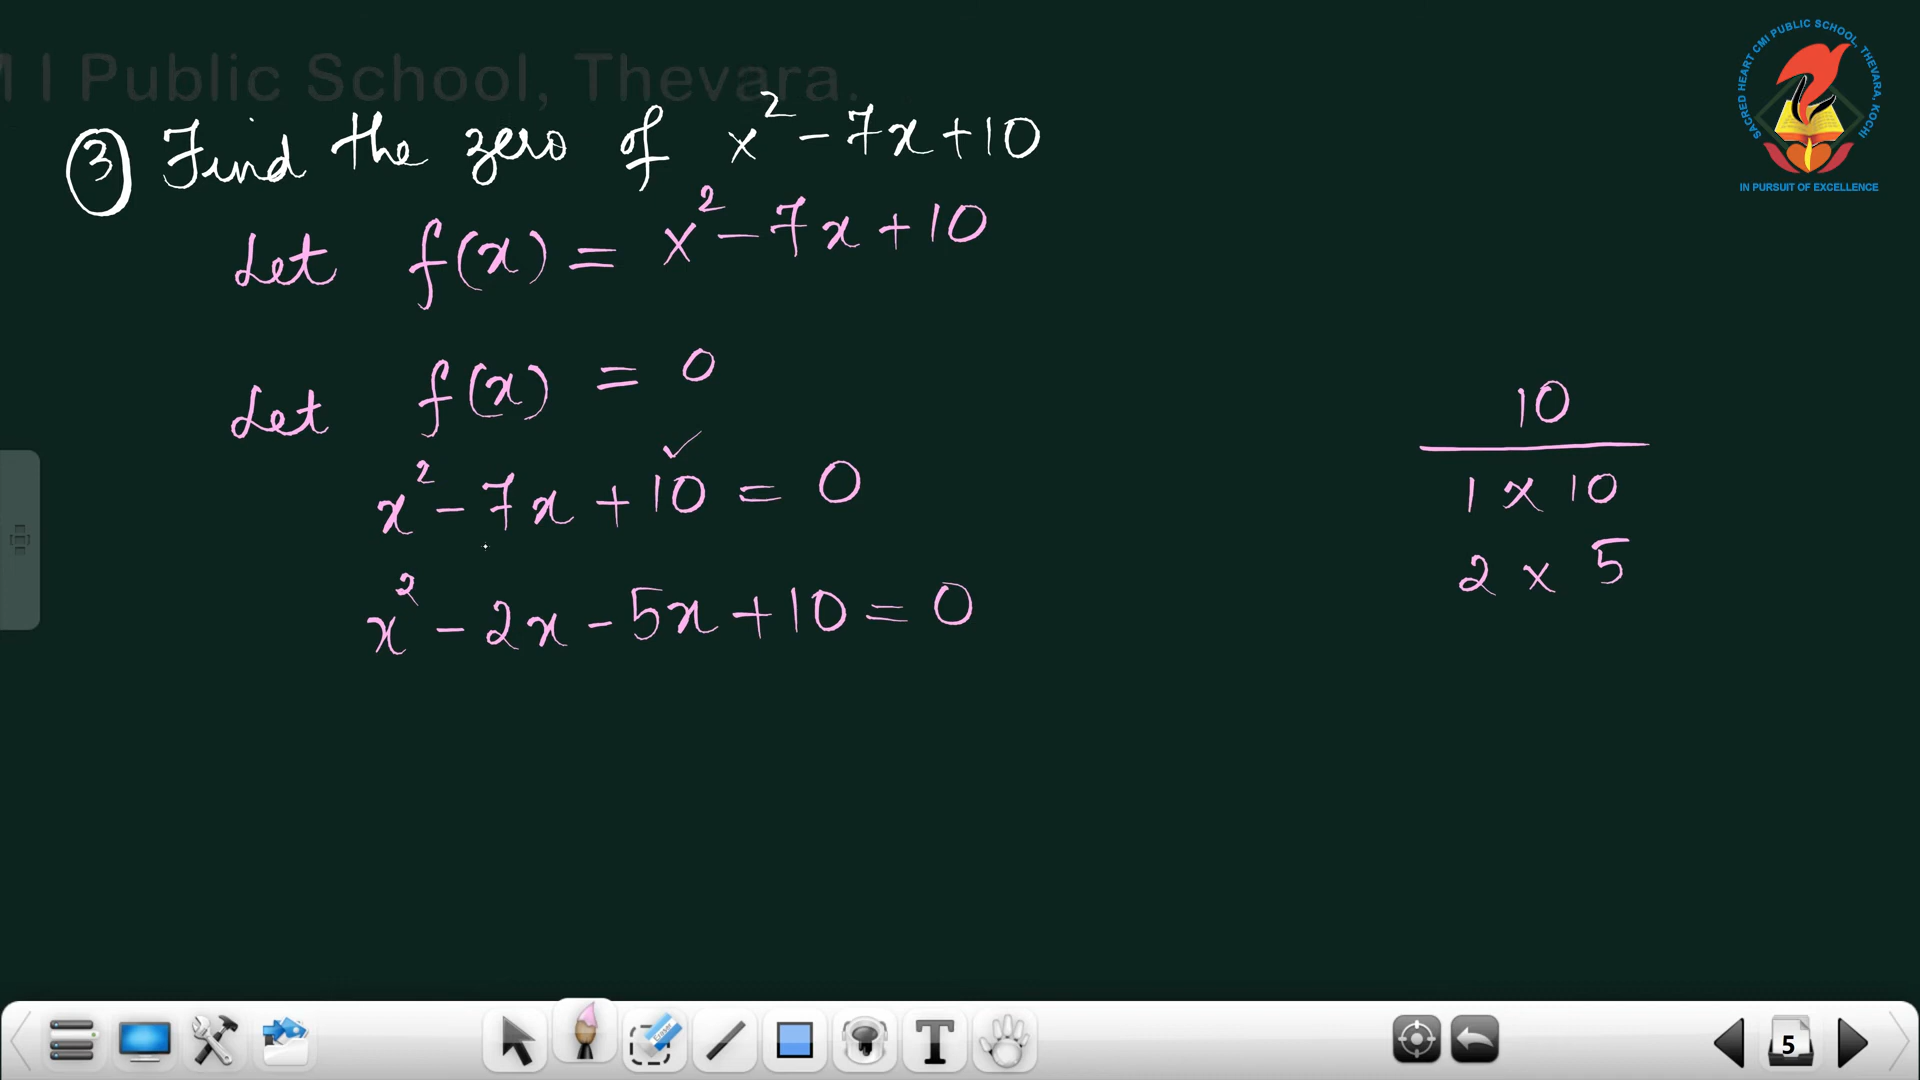 M I Public School, Thevara.
SACRED HEART CMI PUBLIC SCHOOL, THEVARA, KOCHI
IN PURSUIT OF EXCELLENCE
③ Find the zero of x² - 7x + 10
Let f(x) = x² - 7x + 10
Let f(x) = 0
x² - 7x + 10 = 0
x² - 2x - 5x + 10 = 0
10
1 x 10
2 x 5
Eraser
T
5